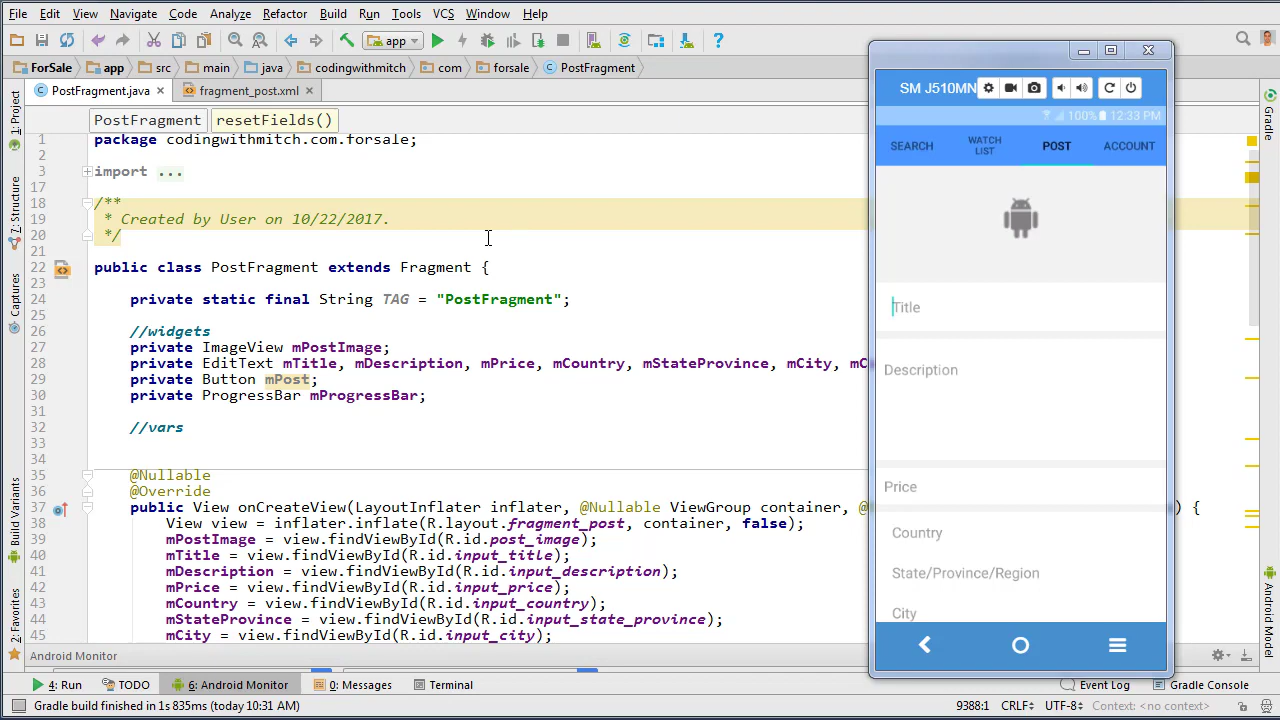 File Edit View Navigate Code Analyze Refactor Build Run Tools VCS Window Help
app
ForSale app src main java codingwithmitch com forsale PostFragment
PostFragment.java fragment_post.xml
PostFragment resetFields()
1 package codingwithmitch.com.forsale;
2
3 import ...
17
18 /**
19 * Created by User on 10/22/2017.
20 */
21
22 public class PostFragment extends Fragment {
23
24 private static final String TAG = "PostFragment";
25
26 //widgets
27 private ImageView mPostImage;
28 private EditText mTitle, mDescription, mPrice, mCountry, mStateProvince, mCity, mC
29 private Button mPost;
30 private ProgressBar mProgressBar;
31
32 //vars
33
34
35 @Nullable
36 @Override
37 public View onCreateView(LayoutInflater inflater, @Nullable ViewGroup container, @ ) {
38 View view = inflater.inflate(R.layout.fragment_post, container, false);
39 mPostImage = view.findViewById(R.id.post_image);
40 mTitle = view.findViewById(R.id.input_title);
41 mDescription = view.findViewById(R.id.input_description);
42 mPrice = view.findViewById(R.id.input_price);
43 mCountry = view.findViewById(R.id.input_country);
44 mStateProvince = view.findViewById(R.id.input_state_province);
45 mCity = view.findViewById(R.id.input_city);
1: Project
7: Structure
Captures
Build Variants
2: Favorites
SM J510MN
100% 12:33 PM
SEARCH WATCH LIST POST ACCOUNT
Title
Description
Price
Country
State/Province/Region
City
Gradle
Android Model
Android Monitor
4: Run TODO 6: Android Monitor 0: Messages Terminal Event Log Gradle Console
Gradle build finished in 1s 835ms (today 10:31 AM) 9388:1 CRLF UTF-8 Context: <no context>